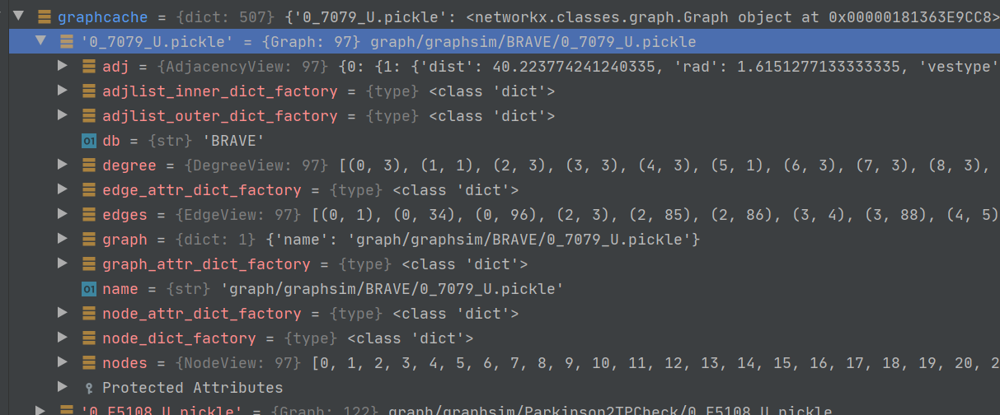 graphcache = {dict: 507} {'0_7079_U.pickle': <networkx.classes.graph.Graph object at 0x00000181363E9CC8>
'0_7079_U.pickle' = {Graph: 97} graph/graphsim/BRAVE/0_7079_U.pickle
adj = {AdjacencyView: 97} {0: {1: {'dist': 40.223774241240335, 'rad': 1.6151277133333335, 'vestype'
adjlist_inner_dict_factory = {type} <class 'dict'>
adjlist_outer_dict_factory = {type} <class 'dict'>
01 db = {str} 'BRAVE'
degree = {DegreeView: 97} [(0, 3), (1, 1), (2, 3), (3, 3), (4, 3), (5, 1), (6, 3), (7, 3), (8, 3),
edge_attr_dict_factory = {type} <class 'dict'>
edges = {EdgeView: 97} [(0, 1), (0, 34), (0, 96), (2, 3), (2, 85), (2, 86), (3, 4), (3, 88), (4, 5)
graph = {dict: 1} {'name': 'graph/graphsim/BRAVE/0_7079_U.pickle'}
graph_attr_dict_factory = {type} <class 'dict'>
01 name = {str} 'graph/graphsim/BRAVE/0_7079_U.pickle'
node_attr_dict_factory = {type} <class 'dict'>
node_dict_factory = {type} <class 'dict'>
nodes = {NodeView: 97} [0, 1, 2, 3, 4, 5, 6, 7, 8, 9, 10, 11, 12, 13, 14, 15, 16, 17, 18, 19, 20, 2
Protected Attributes
'0_E5108_U.pickle' = {Graph: 122} graph/graphsim/Parkinson2TPCheck/0_E5108_U.pickle